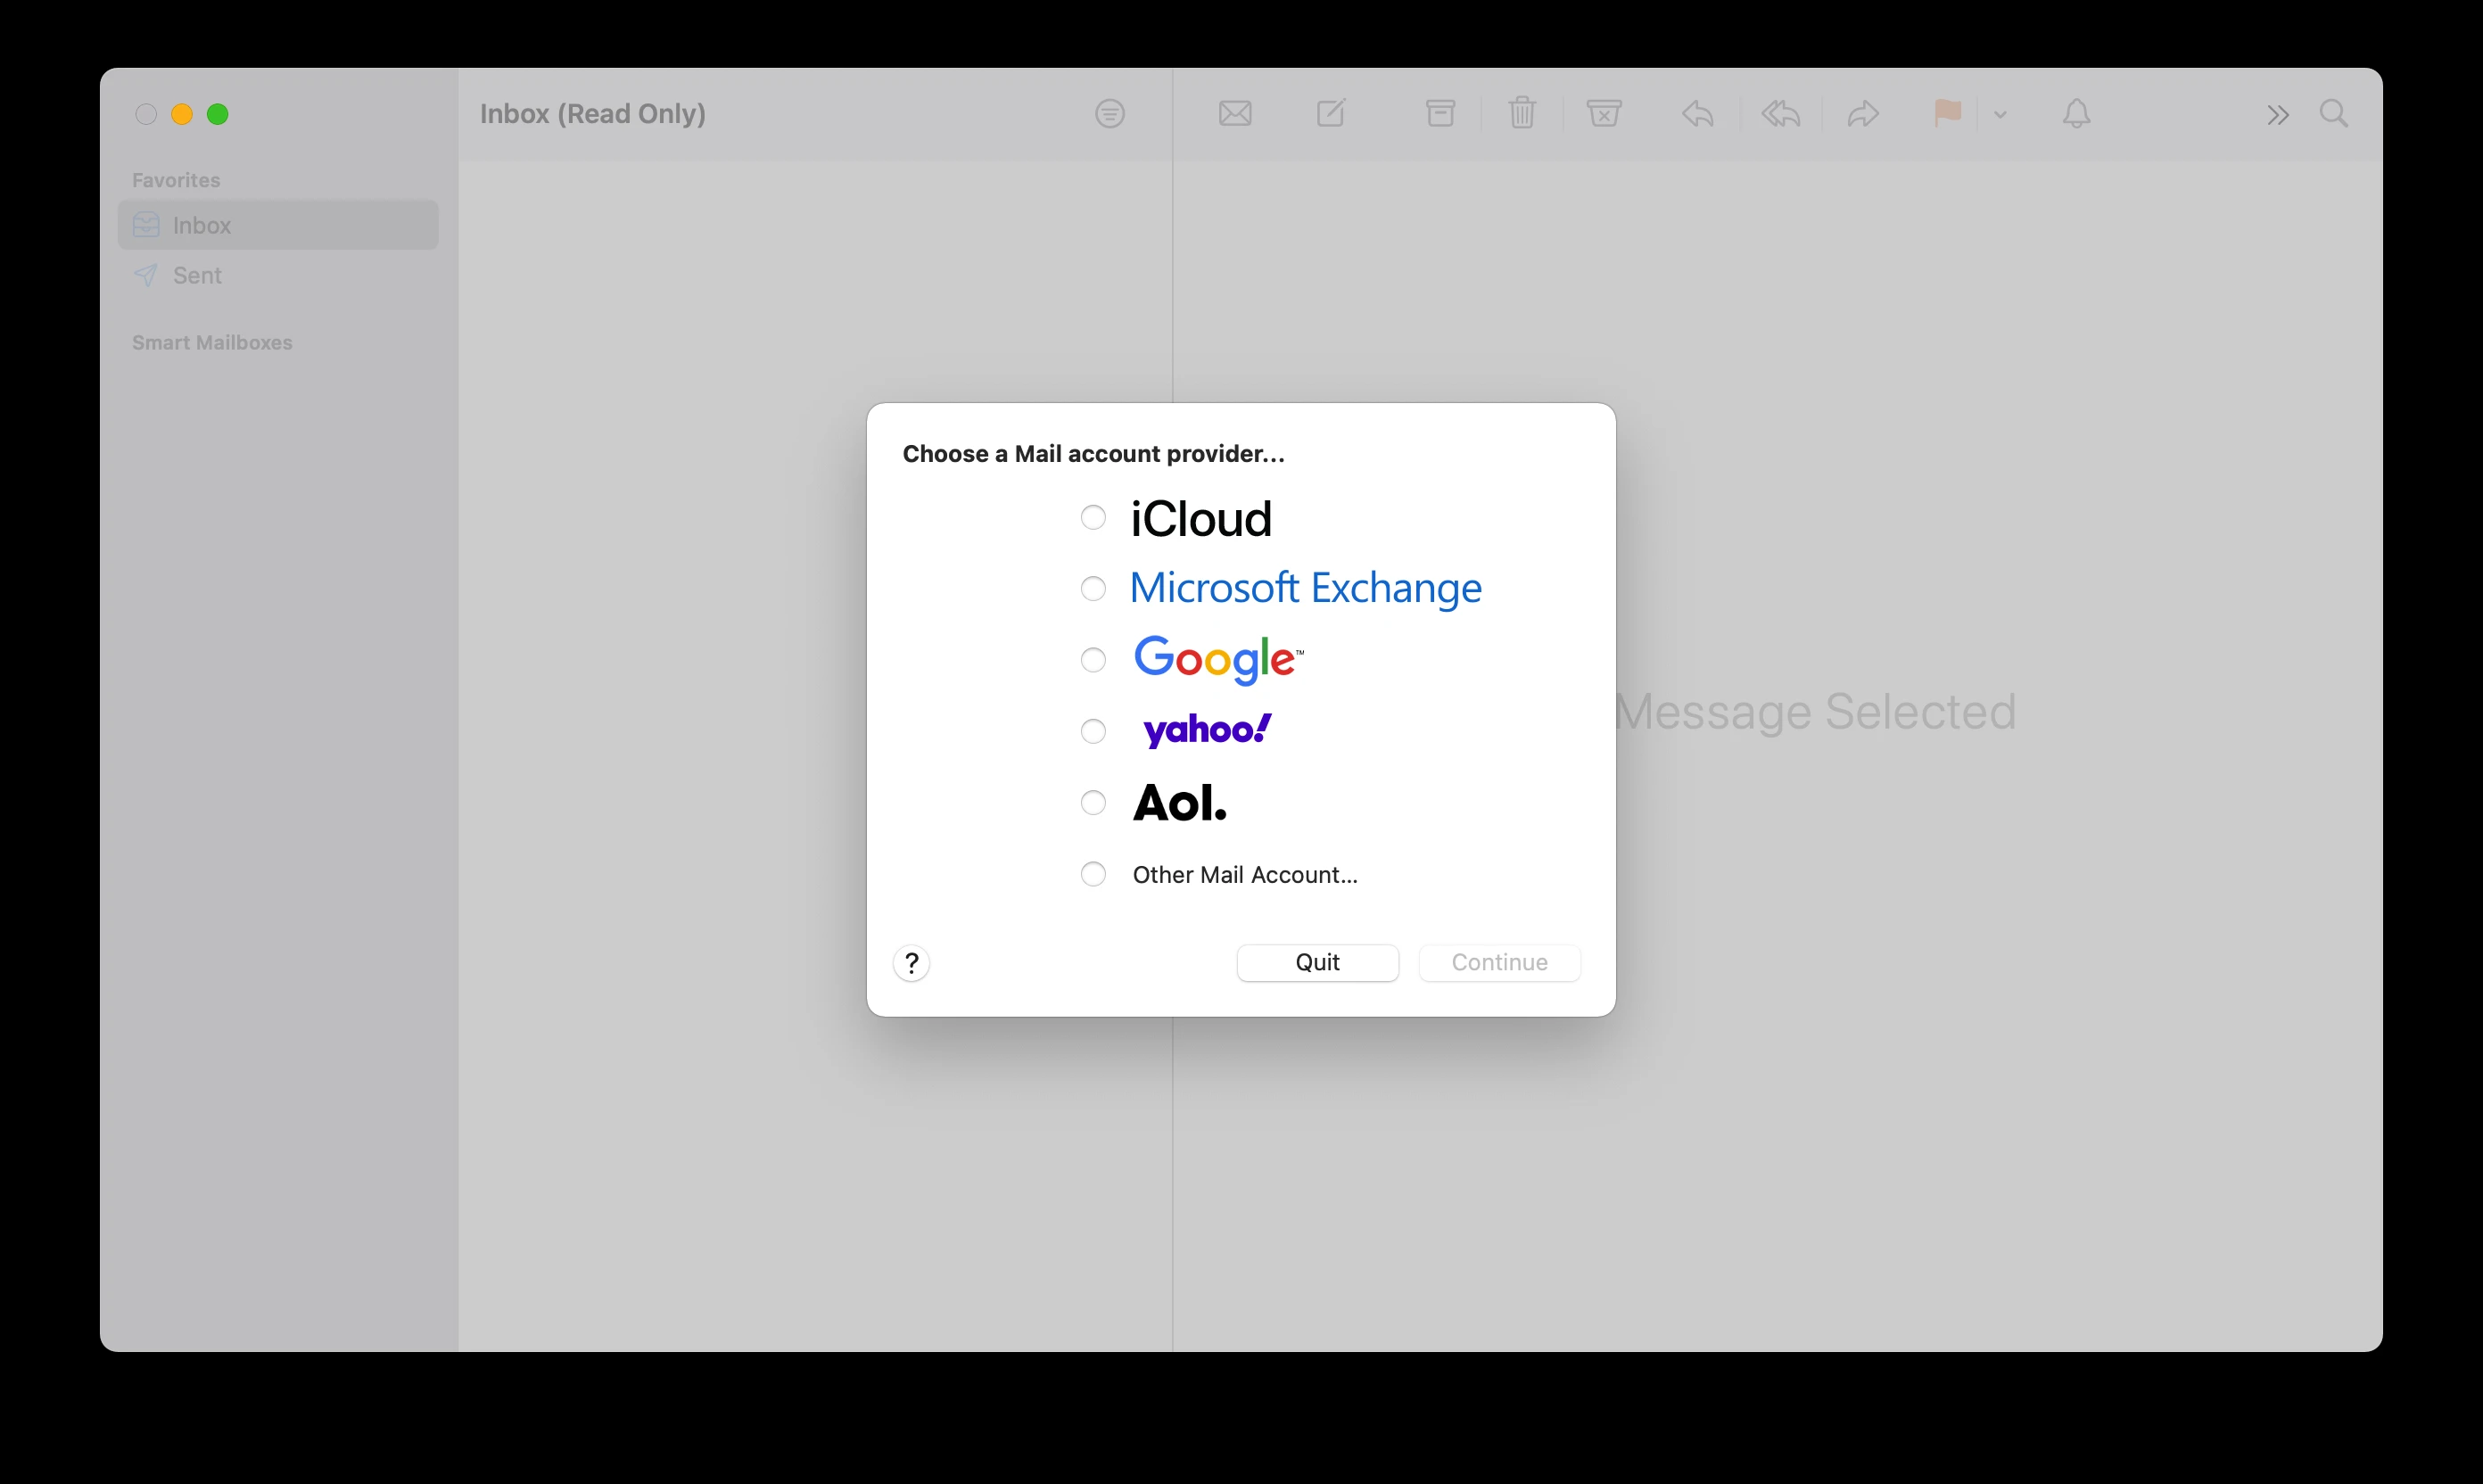 Inbox (Read Only)
Favorites
Inbox
Sent
Smart Mailboxes
Choose a Mail account provider...
iCloud
Microsoft Exchange
Google™
yahoo!
Aol.
Other Mail Account...
?
Quit
Continue
Message Selected